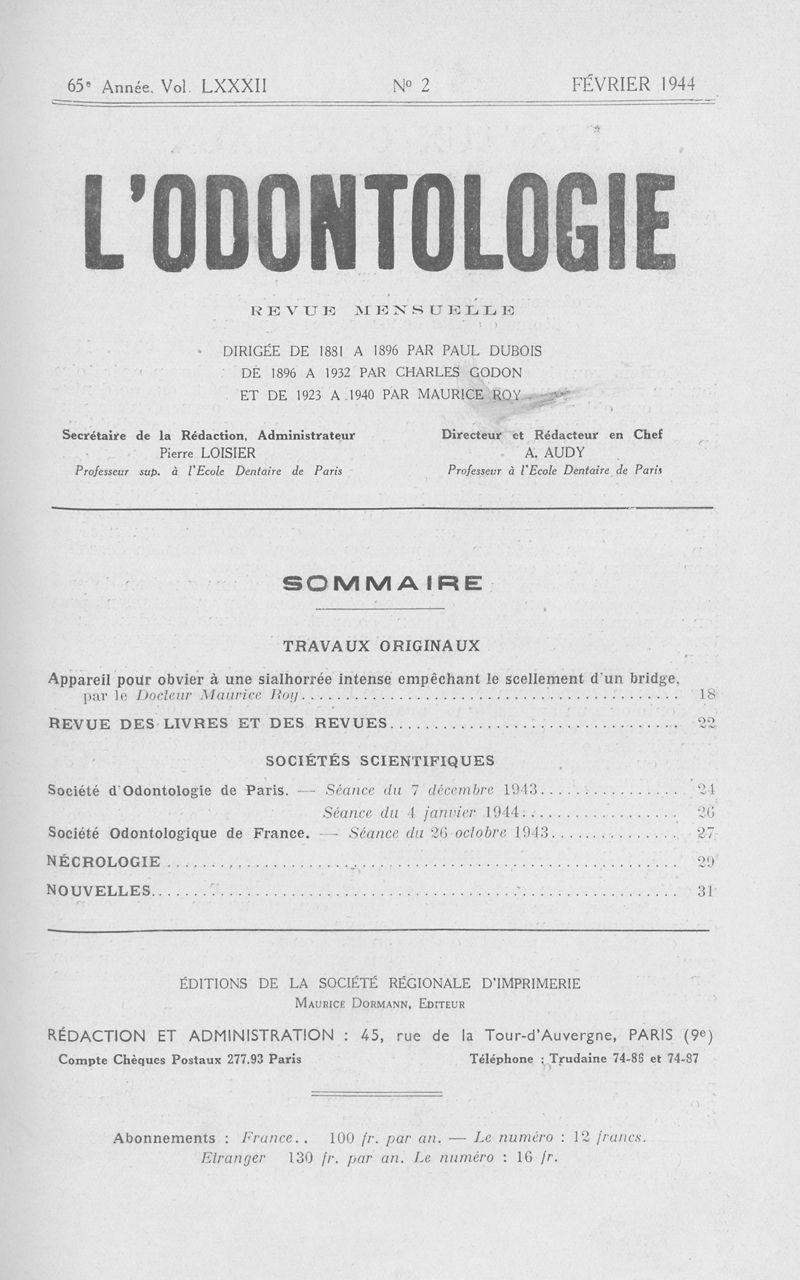 65e Année. Vol. LXXXII No 2 FÉVRIER 1944
L'ODONTOLOGIE
REVUE MENSUELLE
DIRIGÉE DE 1881 A 1896 PAR PAUL DUBOIS
DE 1896 A 1932 PAR CHARLES GODON
ET DE 1923 A 1940 PAR MAURICE ROY
Secrétaire de la Rédaction, Administrateur
Pierre LOISIER
Professeur sup. à l'Ecole Dentaire de Paris
Directeur et Rédacteur en Chef
A. AUDY
Professeur à l'Ecole Dentaire de Paris
SOMMAIRE
TRAVAUX ORIGINAUX
Appareil pour obvier à une sialhorrée intense empêchant le scellement d'un bridge,
par le Docteur Maurice Roy 18
REVUE DES LIVRES ET DES REVUES 22
SOCIÉTÉS SCIENTIFIQUES
Société d'Odontologie de Paris. — Séance du 7 décembre 1943 24
Séance du 4 janvier 1944 26
Société Odontologique de France. — Séance du 26 octobre 1943 27
NÉCROLOGIE 29
NOUVELLES 31
ÉDITIONS DE LA SOCIÉTÉ RÉGIONALE D'IMPRIMERIE
MAURICE DORMANN, EDITEUR
RÉDACTION ET ADMINISTRATION : 45, rue de la Tour-d'Auvergne, PARIS (9e)
Compte Chèques Postaux 277.93 Paris Téléphone : Trudaine 74-86 et 74-87
Abonnements : France.. 100 fr. par an. — Le numéro : 12 francs.
Etranger 130 fr. par an. Le numéro : 16 fr.